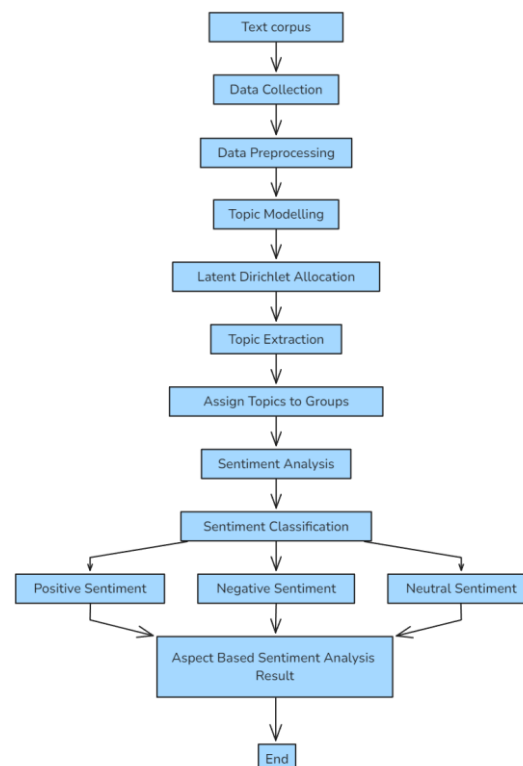 Text corpus
Data Collection
Data Preprocessing
Topic Modelling
Latent Dirichlet Allocation
Topic Extraction
Assign Topics to Groups
Sentiment Analysis
Sentiment Classification
Positive Sentiment
Negative Sentiment
Neutral Sentiment
Aspect Based Sentiment Analysis
Result
End